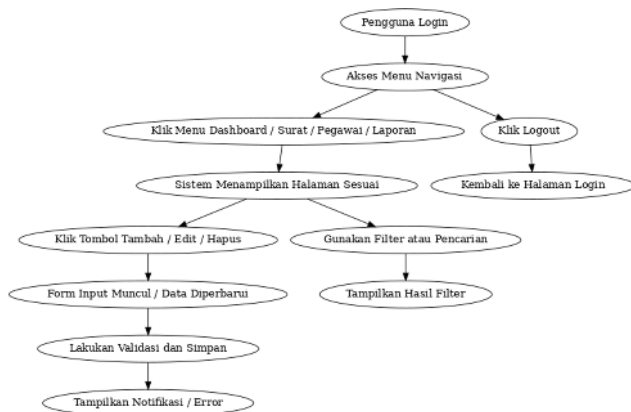 Pengguna Login
Akses Menu Navigasi
Klik Menu Dashboard / Surat / Pegawai / Laporan
Klik Logout
Sistem Menampilkan Halaman Sesuai
Kembali ke Halaman Login
Klik Tombol Tambah / Edit / Hapus
Gunakan Filter atau Pencarian
Form Input Muncul / Data Diperbarui
Tampilkan Hasil Filter
Lakukan Validasi dan Simpan
Tampilkan Notifikasi / Error